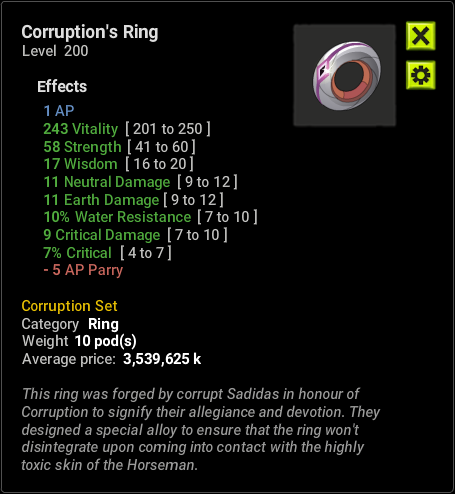 Corruption's Ring
Level 200
Effects
1 AP
243 Vitality [ 201 to 250 ]
58 Strength [ 41 to 60 ]
17 Wisdom [ 16 to 20 ]
11 Neutral Damage [ 9 to 12 ]
11 Earth Damage [ 9 to 12 ]
10% Water Resistance [ 7 to 10 ]
9 Critical Damage [ 7 to 10 ]
7% Critical [ 4 to 7 ]
- 5 AP Parry
Corruption Set
Category Ring
Weight 10 pod(s)
Average price: 3,539,625 k
This ring was forged by corrupt Sadidas in honour of
Corruption to signify their allegiance and devotion. They
designed a special alloy to ensure that the ring won't
disintegrate upon coming into contact with the highly
toxic skin of the Horseman.